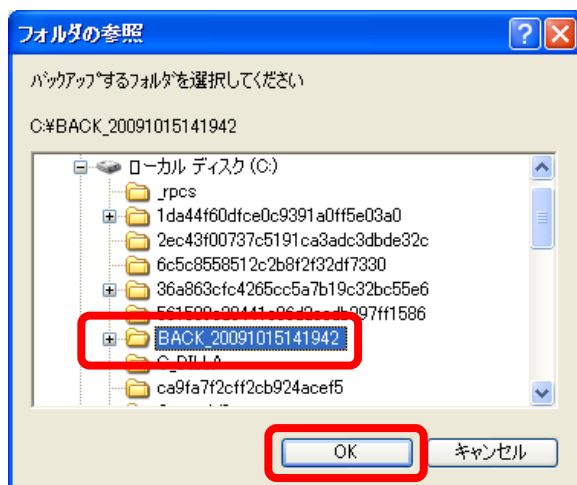 フォルダの参照
バックアップするフォルダを選択してください
C:¥BACK_20091015141942
ローカル ディスク (C:)
_rpcs
1da44f60dfce0c9391a0ff5e03a0
2ec43f00737c5191ca3adc3dbde32c
6c5c8558512c2b8f2f32df7330
36a863cfc4265cc5a7b19c32bc55e6
BACK_20091015141942
C_DILLA
ca9fa7f2cff2cb924acef5
OK
キャンセル